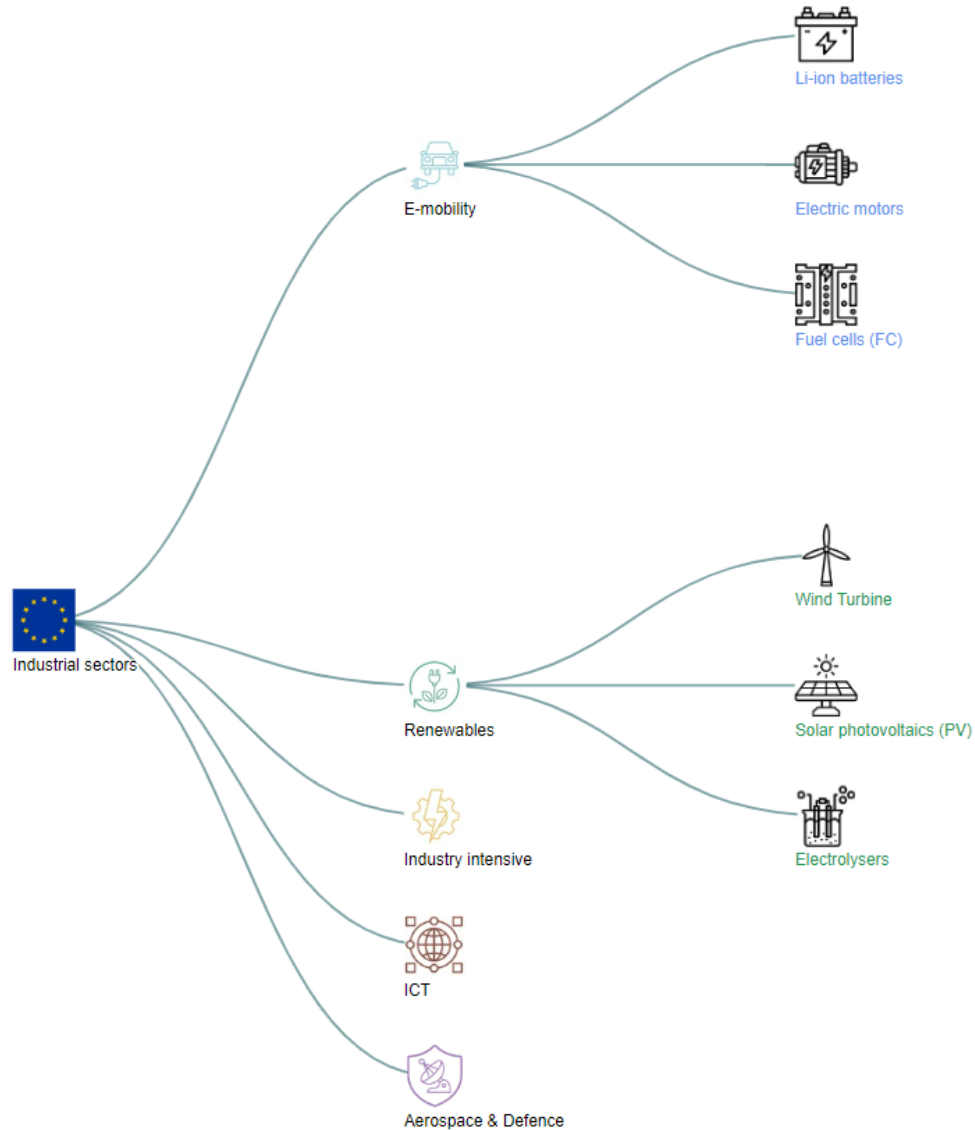 Li-ion batteries
E-mobility
Electric motors
Fuel cells (FC)
Wind Turbine
Industrial sectors
Renewables
Solar photovoltaics (PV)
Industry intensive
Electrolysers
ICT
Aerospace & Defence